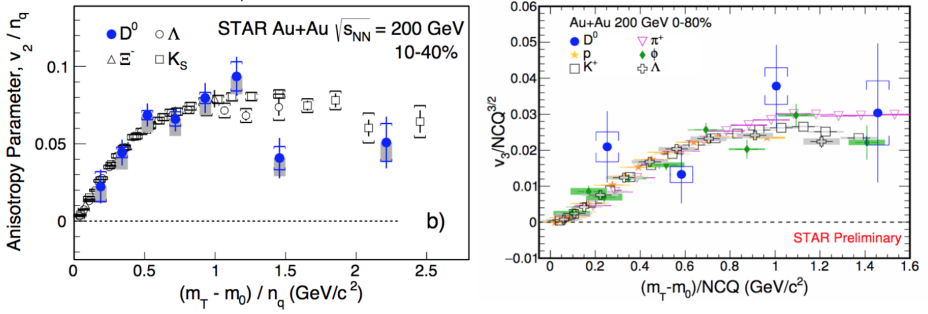 Anisotropy Parameter, v2 / nq
D⁰ Λ
Ξ⁻ KS
STAR Au+Au √sNN = 200 GeV
10-40%
0.1
0.05
0
b)
0 0.5 1 1.5 2 2.5
(mT - m0) / nq (GeV/c²)
v3/NCQ^3/2
Au+Au 200 GeV 0-80%
D⁰ π⁺
p ϕ
K⁺ Λ
0.06
0.05
0.04
0.03
0.02
0.01
0
−0.01
STAR Preliminary
0 0.2 0.4 0.6 0.8 1 1.2 1.4 1.6
(mT-m0)/NCQ (GeV/c²)